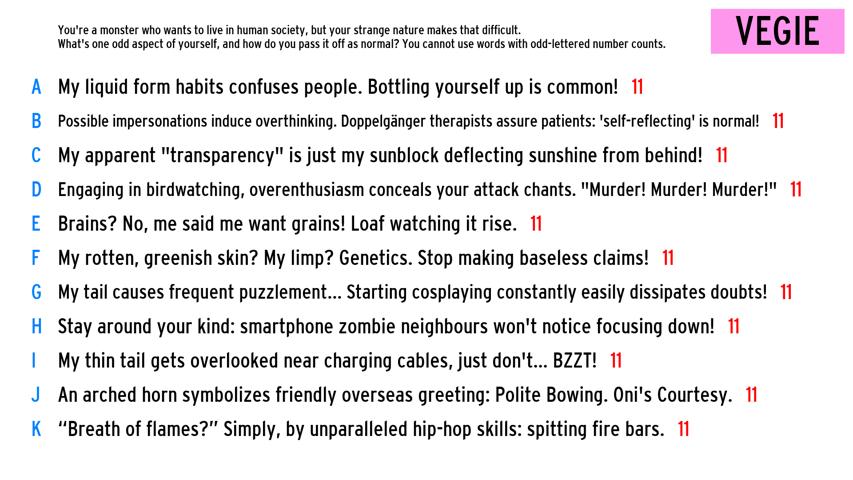 You're a monster who wants to live in human society, but your strange nature makes that difficult.
What's one odd aspect of yourself, and how do you pass it off as normal? You cannot use words with odd-lettered number counts.
VEGIE
A My liquid form habits confuses people. Bottling yourself up is common! 11
B Possible impersonations induce overthinking. Doppelgänger therapists assure patients: 'self-reflecting' is normal! 11
C My apparent "transparency" is just my sunblock deflecting sunshine from behind! 11
D Engaging in birdwatching, overenthusiasm conceals your attack chants. "Murder! Murder! Murder!" 11
E Brains? No, me said me want grains! Loaf watching it rise. 11
F My rotten, greenish skin? My limp? Genetics. Stop making baseless claims! 11
G My tail causes frequent puzzlement... Starting cosplaying constantly easily dissipates doubts! 11
H Stay around your kind: smartphone zombie neighbours won't notice focusing down! 11
I My thin tail gets overlooked near charging cables, just don't... BZZT! 11
J An arched horn symbolizes friendly overseas greeting: Polite Bowing. Oni's Courtesy. 11
K “Breath of flames?” Simply, by unparalleled hip-hop skills: spitting fire bars. 11